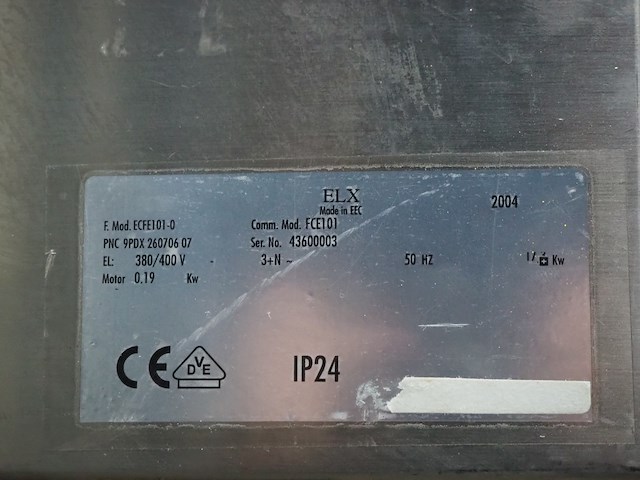 ELX
Made in EEC
2004
F. Mod. ECFE101-0 Comm. Mod. FCE101
PNC 9PDX 260706 07 Ser. No. 43600003
EL: 380/400 V - 3+N ~ 50 HZ Kw
Motor 0.19 Kw
CE DVE IP24